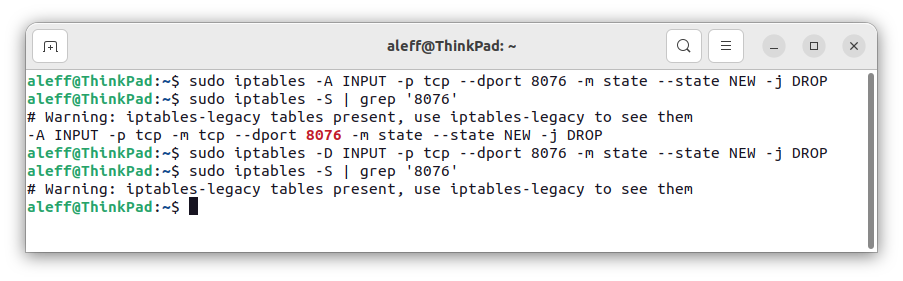 aleff@ThinkPad: ~
aleff@ThinkPad:~$ sudo iptables -A INPUT -p tcp --dport 8076 -m state --state NEW -j DROP
aleff@ThinkPad:~$ sudo iptables -S | grep '8076'
# Warning: iptables-legacy tables present, use iptables-legacy to see them
-A INPUT -p tcp -m tcp --dport 8076 -m state --state NEW -j DROP
aleff@ThinkPad:~$ sudo iptables -D INPUT -p tcp --dport 8076 -m state --state NEW -j DROP
aleff@ThinkPad:~$ sudo iptables -S | grep '8076'
# Warning: iptables-legacy tables present, use iptables-legacy to see them
aleff@ThinkPad:~$